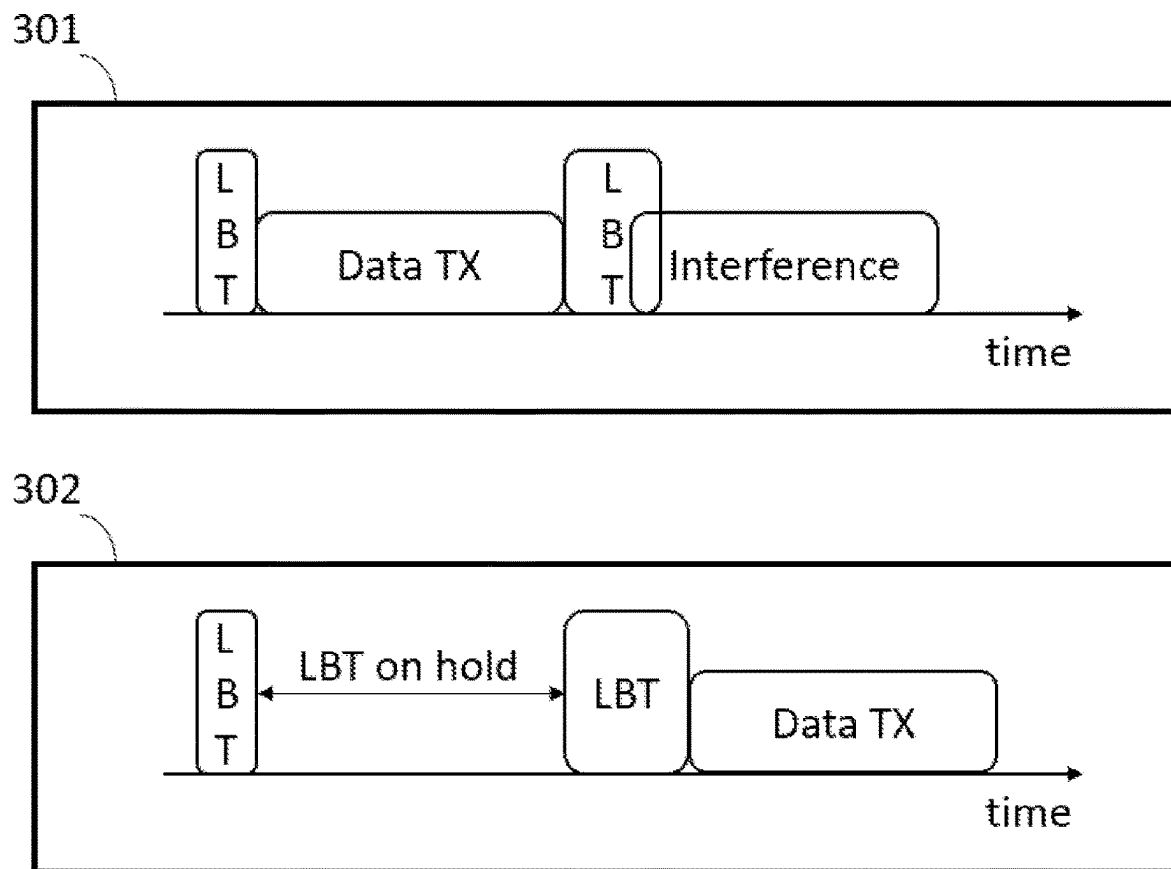 301
L
B
T
Data TX
L
B
T
Interference
time
302
L
B
T
LBT on hold
LBT
Data TX
time